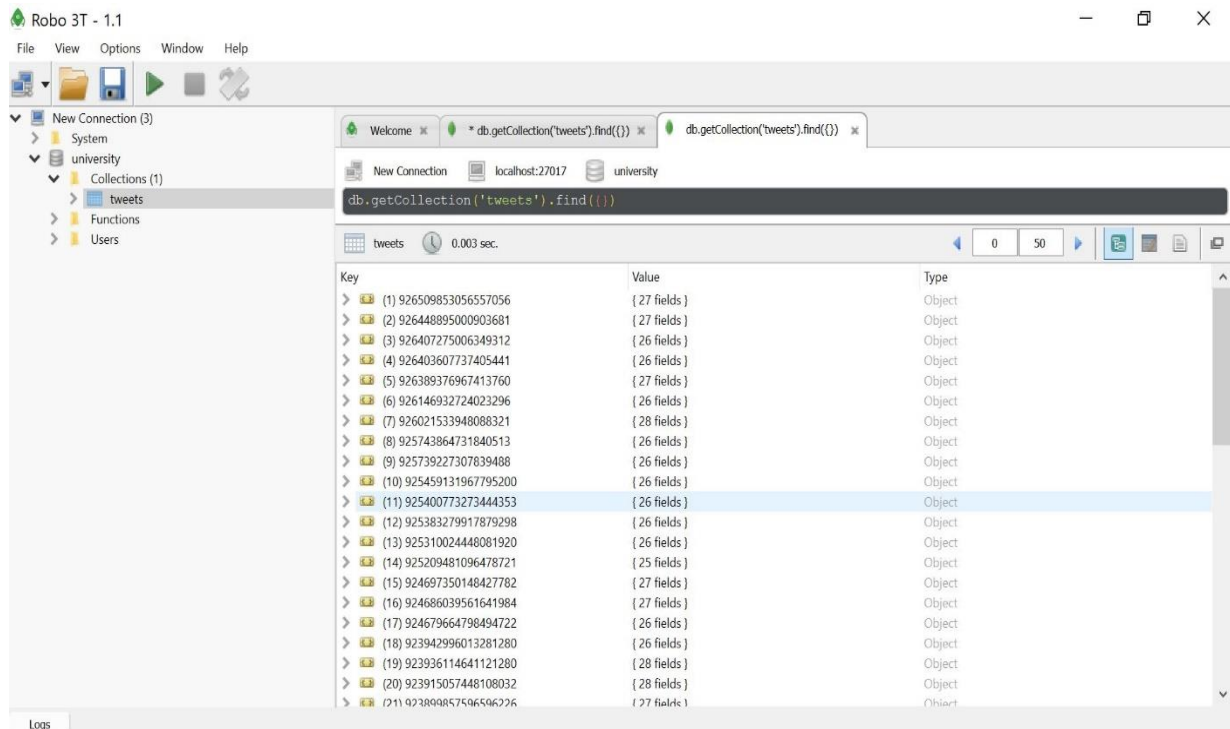 Robo 3T - 1.1
File View Options Window Help
New Connection (3)
System
university
Collections (1)
tweets
Functions
Users
Welcome * db.getCollection('tweets').find({}) db.getCollection('tweets').find({})
New Connection localhost:27017 university
db.getCollection('tweets').find({})
tweets 0.003 sec. 0 50
Key Value Type
(1) 926509853056557056 { 27 fields } Object
(2) 926448895000903681 { 27 fields } Object
(3) 926407275006349312 { 26 fields } Object
(4) 926403607737405441 { 26 fields } Object
(5) 926389376967413760 { 27 fields } Object
(6) 926146932724023296 { 26 fields } Object
(7) 926021533948088321 { 28 fields } Object
(8) 925743864731840513 { 26 fields } Object
(9) 925739227307839488 { 26 fields } Object
(10) 925459131967795200 { 26 fields } Object
(11) 925400773273444353 { 26 fields } Object
(12) 925383279917879298 { 26 fields } Object
(13) 925310024448081920 { 26 fields } Object
(14) 925209481096478721 { 25 fields } Object
(15) 924697350148427782 { 27 fields } Object
(16) 924686039561641984 { 27 fields } Object
(17) 924679664798494722 { 26 fields } Object
(18) 923942996013281280 { 26 fields } Object
(19) 923936114641121280 { 28 fields } Object
(20) 923915057448108032 { 28 fields } Object
(21) 923899857596596226 { 27 fields } Object
Logs